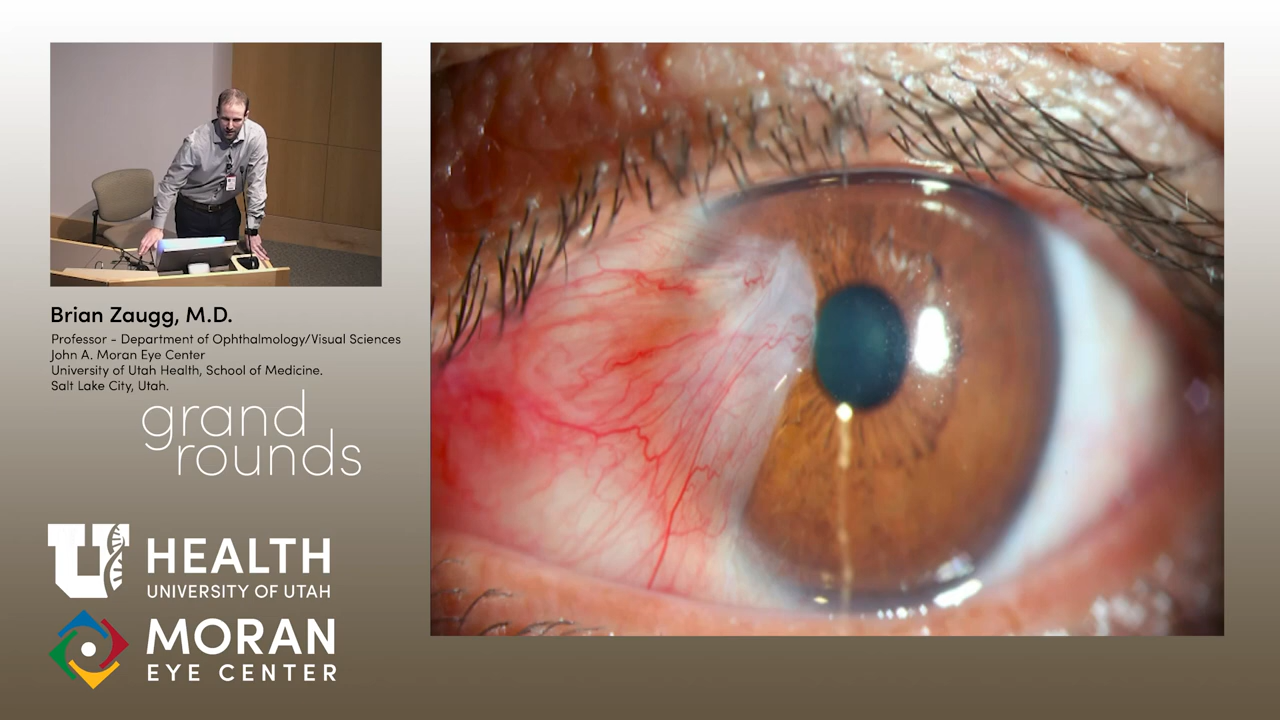 Brian Zaugg, M.D.
Professor - Department of Ophthalmology/Visual Sciences
John A. Moran Eye Center
University of Utah Health, School of Medicine.
Salt Lake City, Utah.
grand
rounds
U HEALTH
UNIVERSITY OF UTAH
MORAN
EYE CENTER